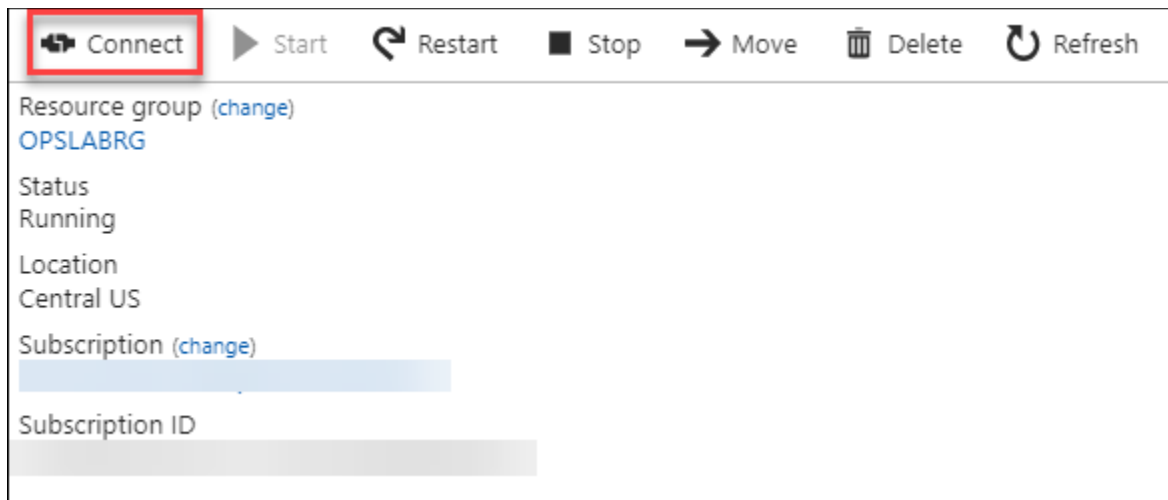 Connect Start Restart Stop Move Delete Refresh
Resource group (change)
OPSLABRG
Status
Running
Location
Central US
Subscription (change)
Subscription ID